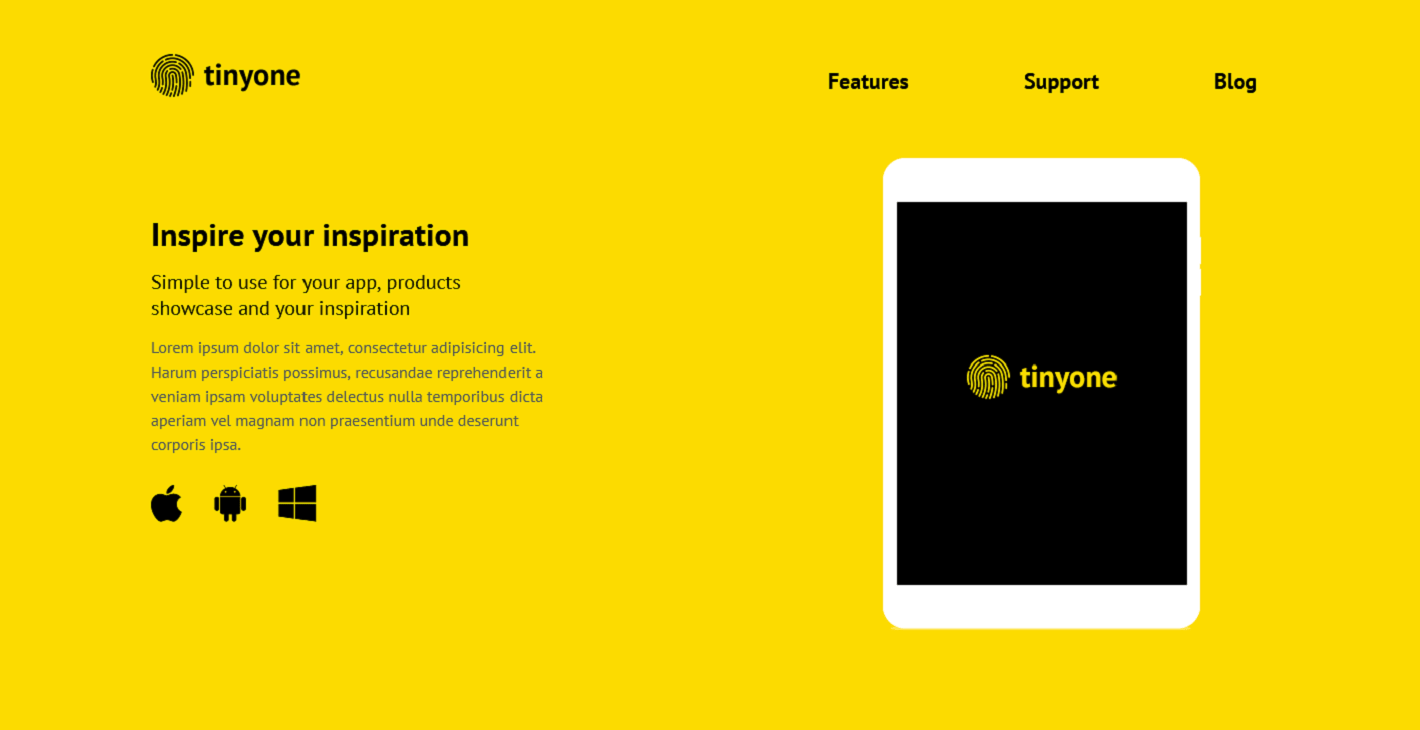 tinyone
Features
Support
Blog
Inspire your inspiration
Simple to use for your app, products
showcase and your inspiration
Lorem ipsum dolor sit amet, consectetur adipisicing elit.
Harum perspiciatis possimus, recusandae reprehenderit a
veniam ipsam voluptates delectus nulla temporibus dicta
aperiam vel magnam non praesentium unde deserunt
corporis ipsa.
tinyone